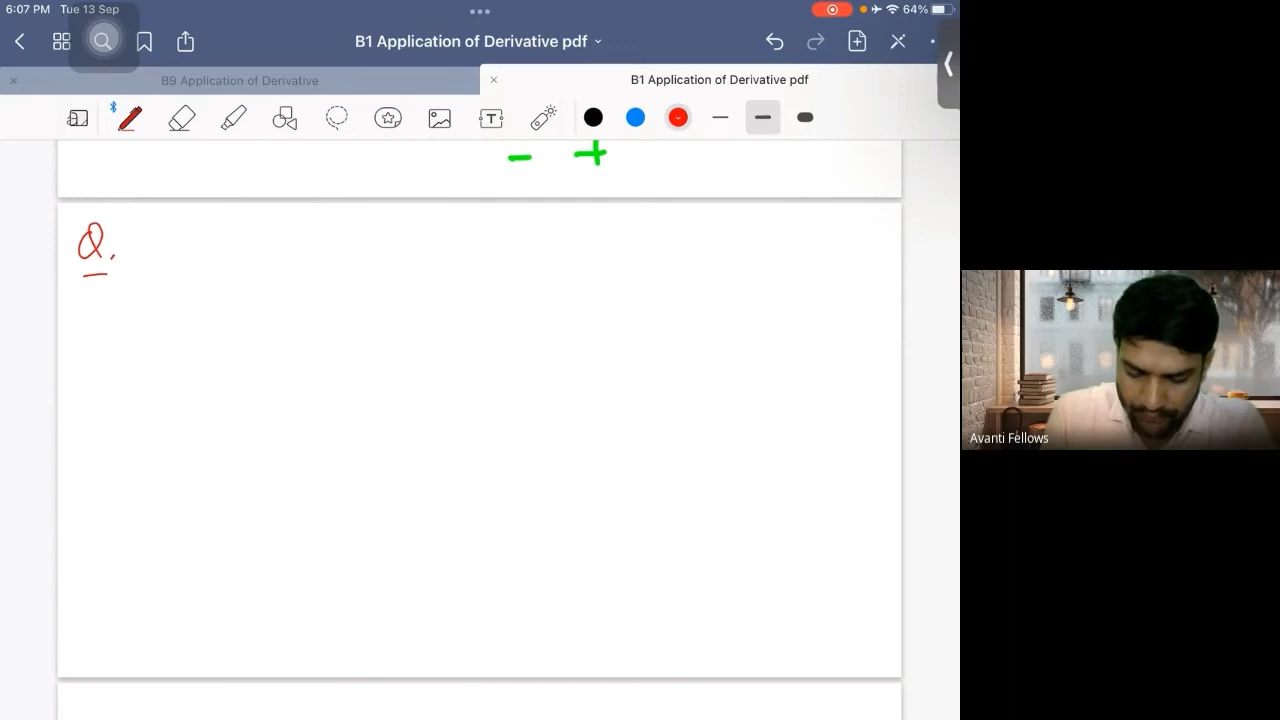 6:07 PM Tue 13 Sep
64%
B1 Application of Derivative pdf
B9 Application of Derivative
B1 Application of Derivative pdf
T
- +
Q.
Avanti Fellows